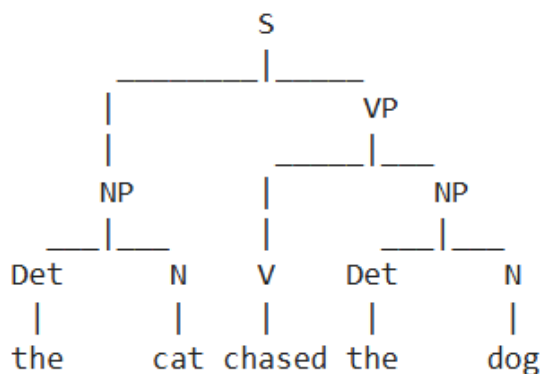 S
VP
NP NP
Det N V Det N
the cat chased the dog